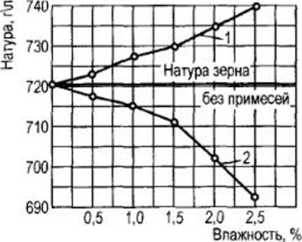 Натура, г/л
740
730
720
710
700
690
1
Натура зерна
без примесей
2
0,5 1,0 1,5 2,0 2,5
Влажность, %